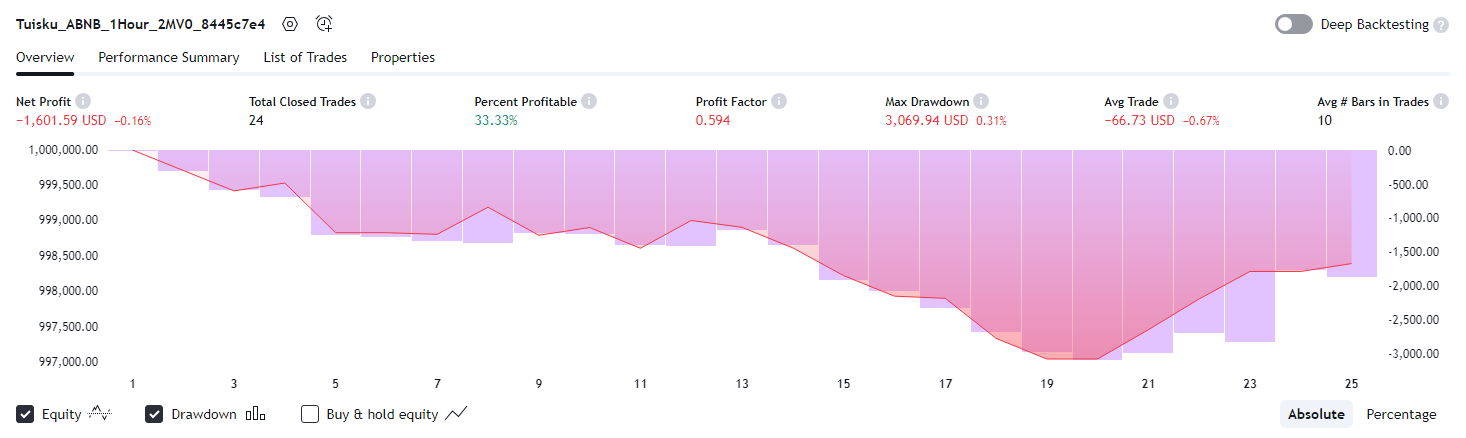 Tuisku_ABNB_1Hour_2MV0_8445c7e4 Deep Backtesting ?
Overview Performance Summary List of Trades Properties
Net Profit Total Closed Trades Percent Profitable Profit Factor Max Drawdown Avg Trade Avg # Bars in Trades
−1,601.59 USD −0.16% 24 33.33% 0.594 3,069.94 USD 0.31% −66.73 USD −0.67% 10
1,000,000.00 0.00
999,500.00 -500.00
999,000.00 -1,000.00
998,500.00 -1,500.00
998,000.00 -2,000.00
997,500.00 -2,500.00
997,000.00 -3,000.00
1 3 5 7 9 11 13 15 17 19 21 23 25
Equity Drawdown Buy & hold equity Absolute Percentage